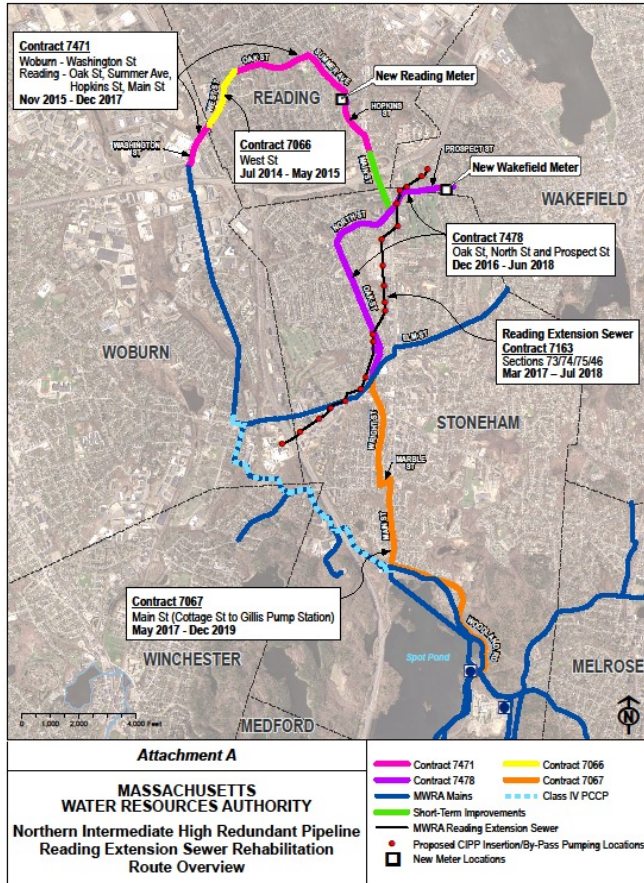 Contract 7471
Woburn - Washington St
Reading - Oak St, Summer Ave,
Hopkins St, Main St
Nov 2015 - Dec 2017
OAK ST
SUMMER AVE
New Reading Meter
READING
WEST ST
HOPKINS
ST
WASHINGTON
ST
Contract 7066
West St
Jul 2014 - May 2015
MAIN ST
PROSPECT ST
New Wakefield Meter
WAKEFIELD
NORTH ST
Contract 7478
Oak St, North St and Prospect St
Dec 2016 - Jun 2018
OAK ST
Reading Extension Sewer
Contract 7163
Sections 73/74/75/46
Mar 2017 – Jul 2018
ELM ST
WOBURN
STONEHAM
WRIGHT ST
MARBLE
ST
MAIN ST
Contract 7067
Main St (Cottage St to Gillis Pump Station)
May 2017 - Dec 2019
WOODLAND RD
WINCHESTER
Spot Pond
MELROSE
MEDFORD
0 1,000 2,000 4,000 Feet
N
Attachment A
MASSACHUSETTS
WATER RESOURCES AUTHORITY
Northern Intermediate High Redundant Pipeline
Reading Extension Sewer Rehabilitation
Route Overview
Contract 7471
Contract 7066
Contract 7478
Contract 7067
MWRA Mains
Class IV PCCP
Short-Term Improvements
MWRA Reading Extension Sewer
Proposed CIPP Insertion/By-Pass Pumping Locations
New Meter Locations